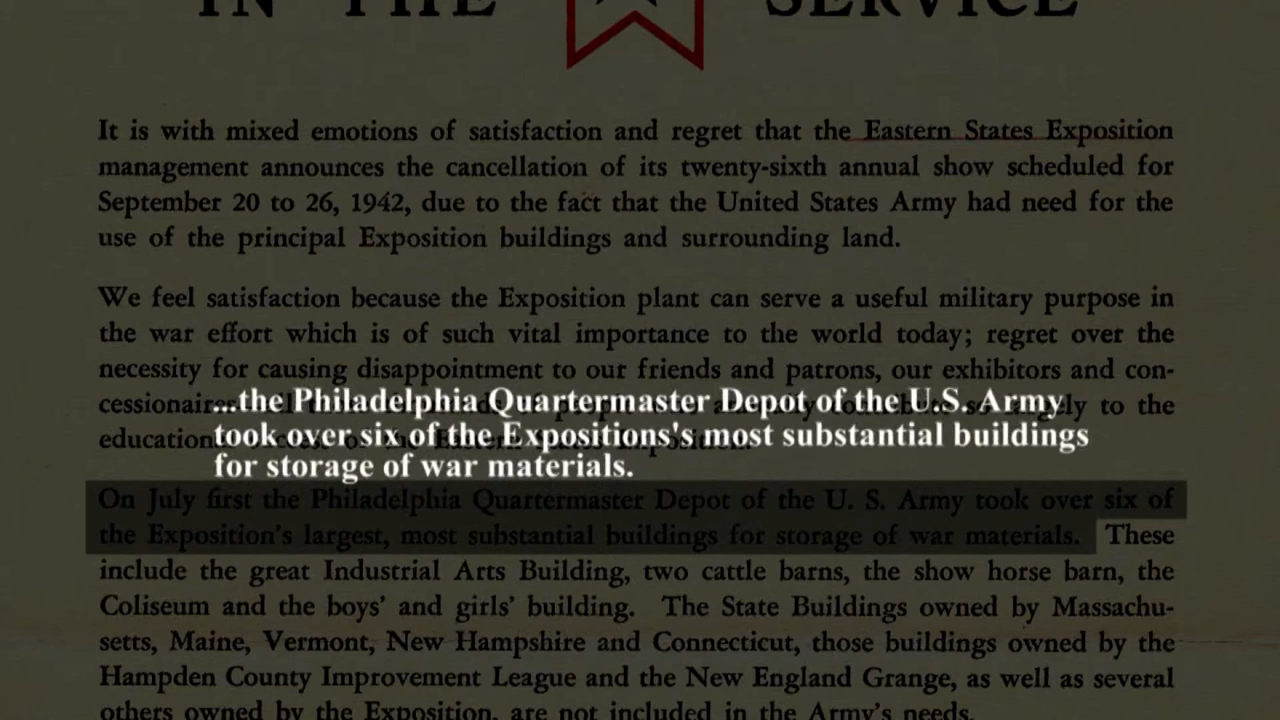 IN THE SERVICE
It is with mixed emotions of satisfaction and regret that the Eastern States Exposition
management announces the cancellation of its twenty-sixth annual show scheduled for
September 20 to 26, 1942, due to the fact that the United States Army had need for the
use of the principal Exposition buildings and surrounding land.
We feel satisfaction because the Exposition plant can serve a useful military purpose in
the war effort which is of such vital importance to the world today; regret over the
necessity for causing disappointment to our friends and patrons, our exhibitors and con-
cessionaires to the
...the Philadelphia Quartermaster Depot of the U.S. Army
took over six of the Expositions's most substantial buildings
for storage of war materials.
On July first the Philadelphia Quartermaster Depot of the U. S. Army took over six of
the Exposition's largest, most substantial buildings for storage of war materials. These
include the great Industrial Arts Building, two cattle barns, the show horse barn, the
Coliseum and the boys' and girls' building. The State Buildings owned by Massachu-
setts, Maine, Vermont, New Hampshire and Connecticut, those buildings owned by the
Hampden County Improvement League and the New England Grange, as well as several
others owned by the Exposition, are not included in the Army's needs.